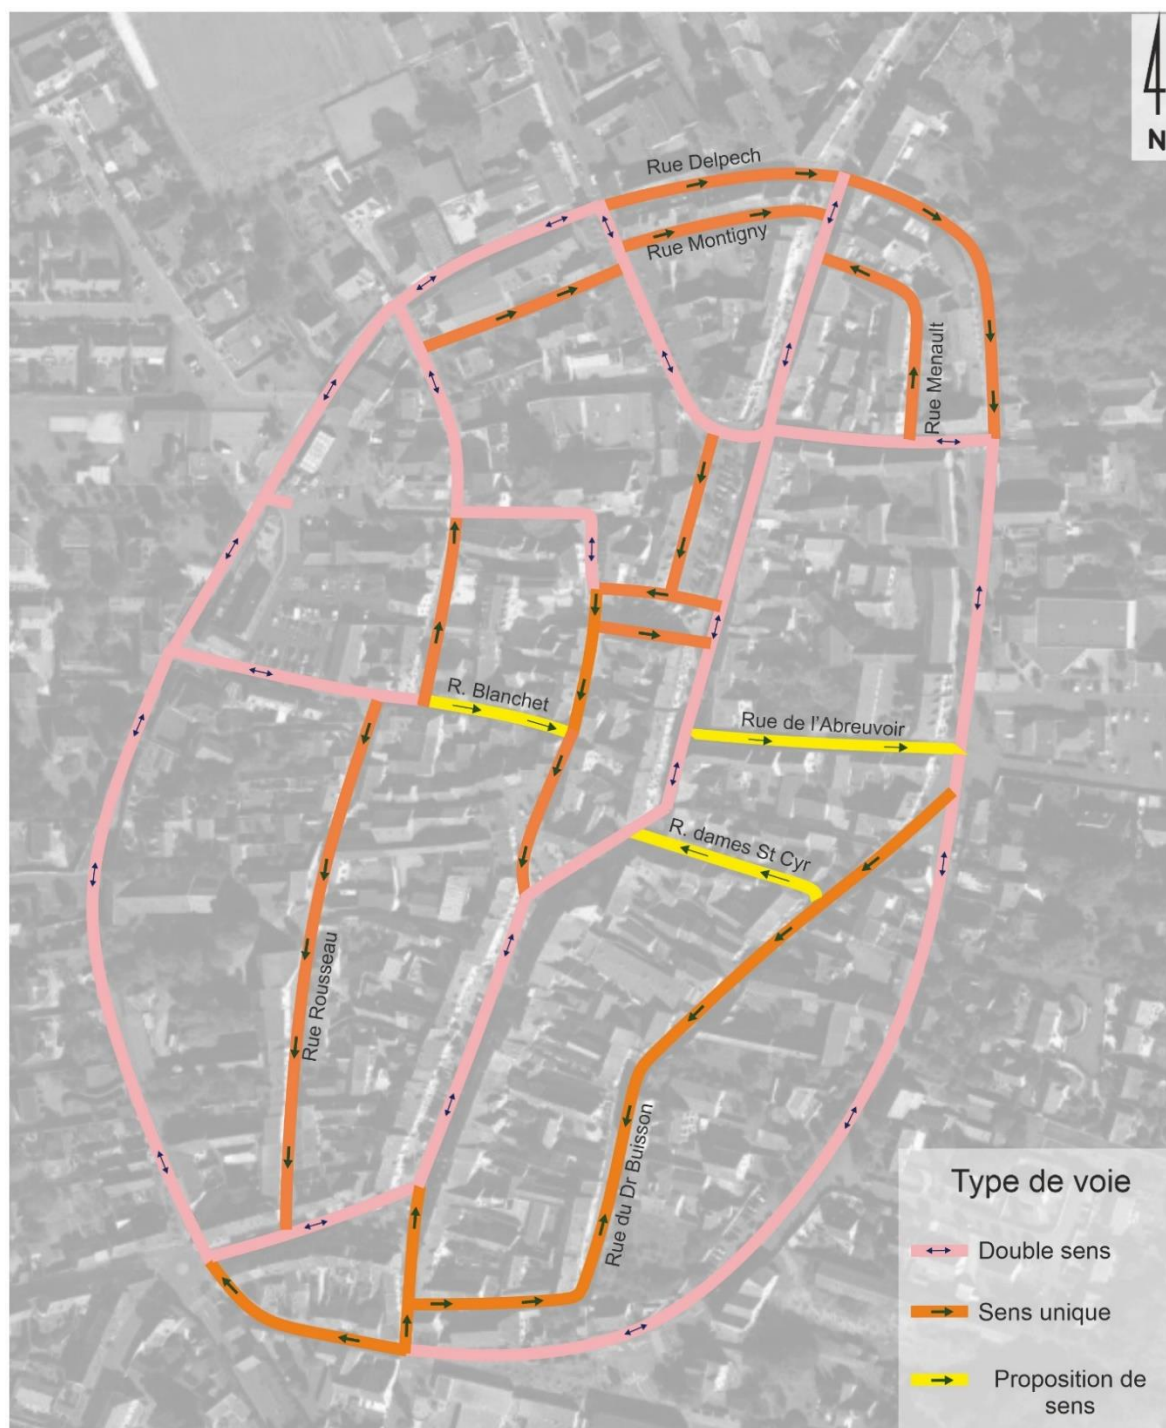 N
Rue Delpech
Rue Montigny
Rue Menault
R. Blanchet
Rue de l'Abreuvoir
R. dames St Cyr
Rue Rousseau
Rue du Dr Buisson
Type de voie
Double sens
Sens unique
Proposition de
sens